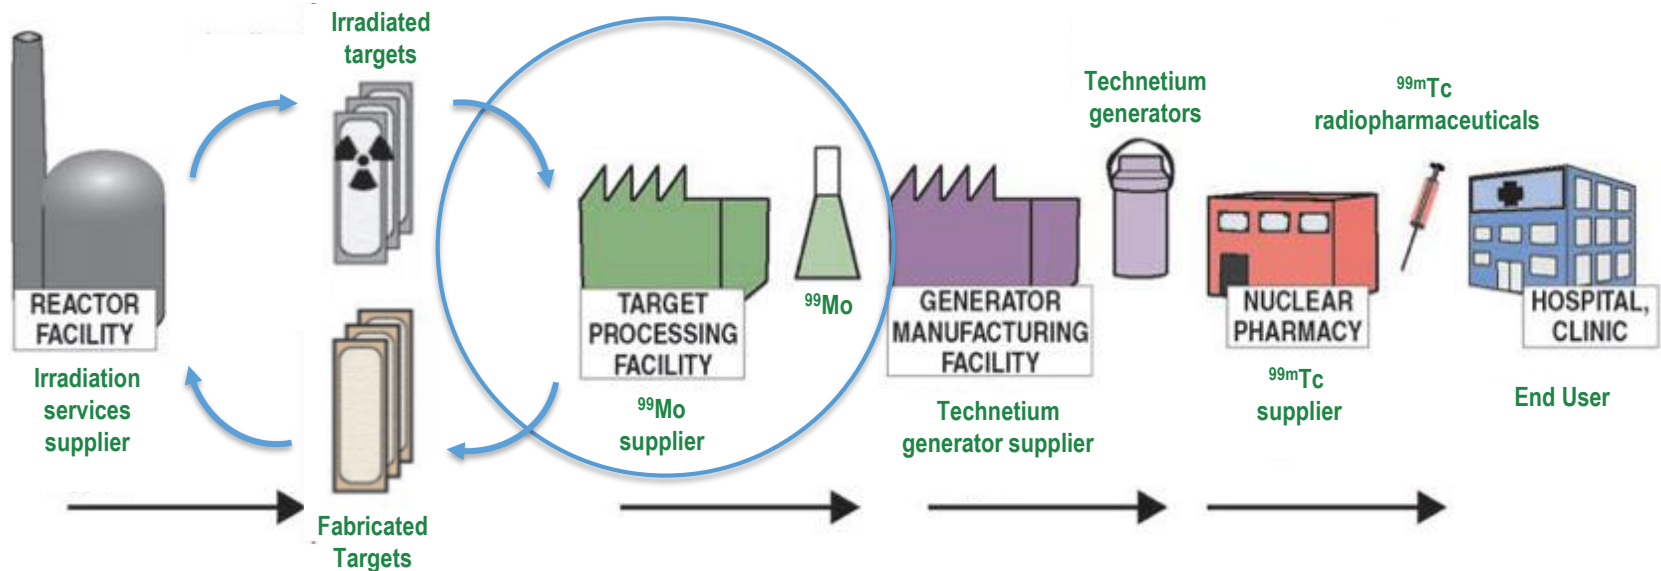 Irradiated
targets
REACTOR
FACILITY
Irradiation
services
supplier
Fabricated
Targets
TARGET
PROCESSING
FACILITY
⁹⁹Mo
supplier
⁹⁹Mo
GENERATOR
MANUFACTURING
FACILITY
Technetium
generator supplier
Technetium
generators
NUCLEAR
PHARMACY
⁹⁹ᵐTc
supplier
⁹⁹ᵐTc
radiopharmaceuticals
HOSPITAL,
CLINIC
End User